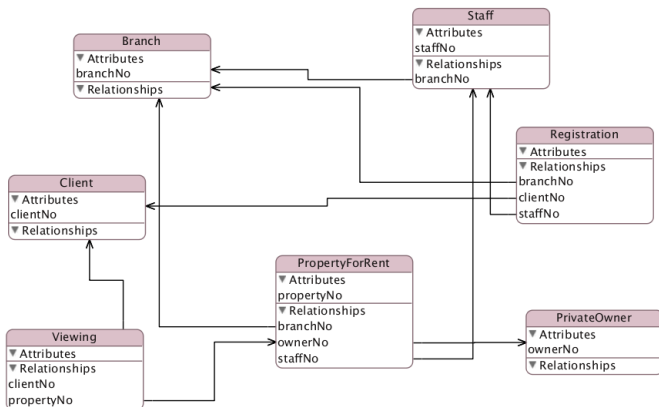 Staff
▼ Attributes
staffNo
▼ Relationships
branchNo
Branch
▼ Attributes
branchNo
▼ Relationships
Registration
▼ Attributes
▼ Relationships
branchNo
clientNo
staffNo
Client
▼ Attributes
clientNo
▼ Relationships
PropertyForRent
▼ Attributes
propertyNo
▼ Relationships
branchNo
ownerNo
staffNo
PrivateOwner
▼ Attributes
ownerNo
▼ Relationships
Viewing
▼ Attributes
▼ Relationships
clientNo
propertyNo